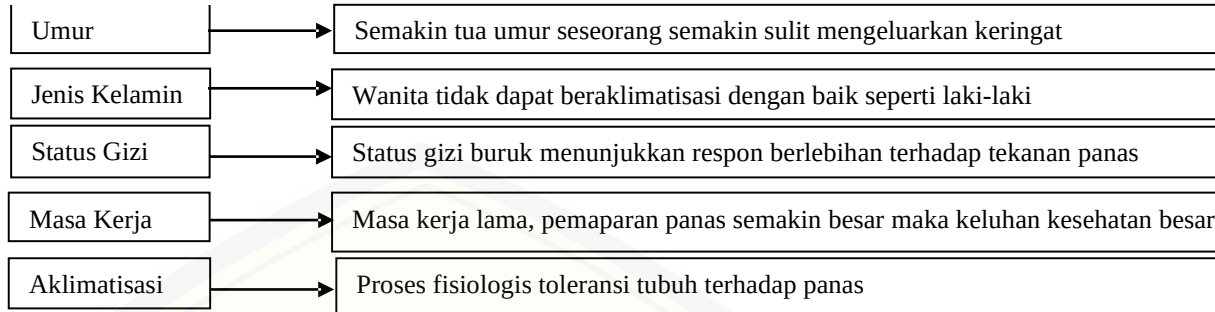 Umur
Semakin tua umur seseorang semakin sulit mengeluarkan keringat
Jenis Kelamin
Wanita tidak dapat beraklimatisasi dengan baik seperti laki-laki
Status Gizi
Status gizi buruk menunjukkan respon berlebihan terhadap tekanan panas
Masa Kerja
Masa kerja lama, pemaparan panas semakin besar maka keluhan kesehatan besar
Aklimatisasi
Proses fisiologis toleransi tubuh terhadap panas